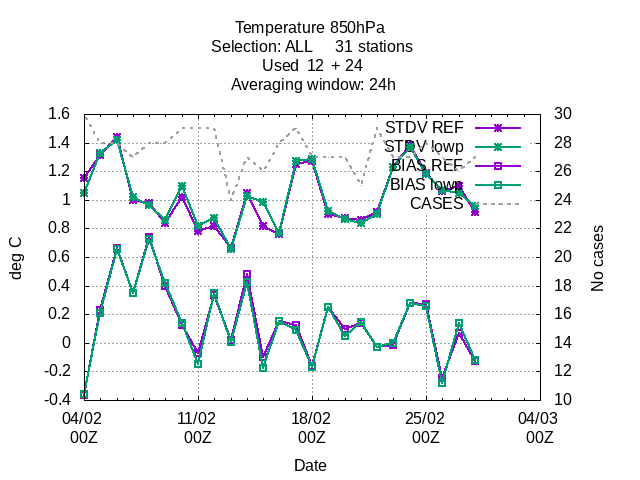 Temperature 850hPa
Selection: ALL 31 stations
Used 12 + 24
Averaging window: 24h
1.6
1.4
1.2
1
0.8
0.6
0.4
0.2
0
-0.2
-0.4
deg C
30
28
26
24
22
20
18
16
14
12
10
No cases
STDV REF
STDV lowp
BIAS REF
BIAS lowp
CASES
04/02 11/02 18/02 25/02 04/03
00Z 00Z 00Z 00Z 00Z
Date